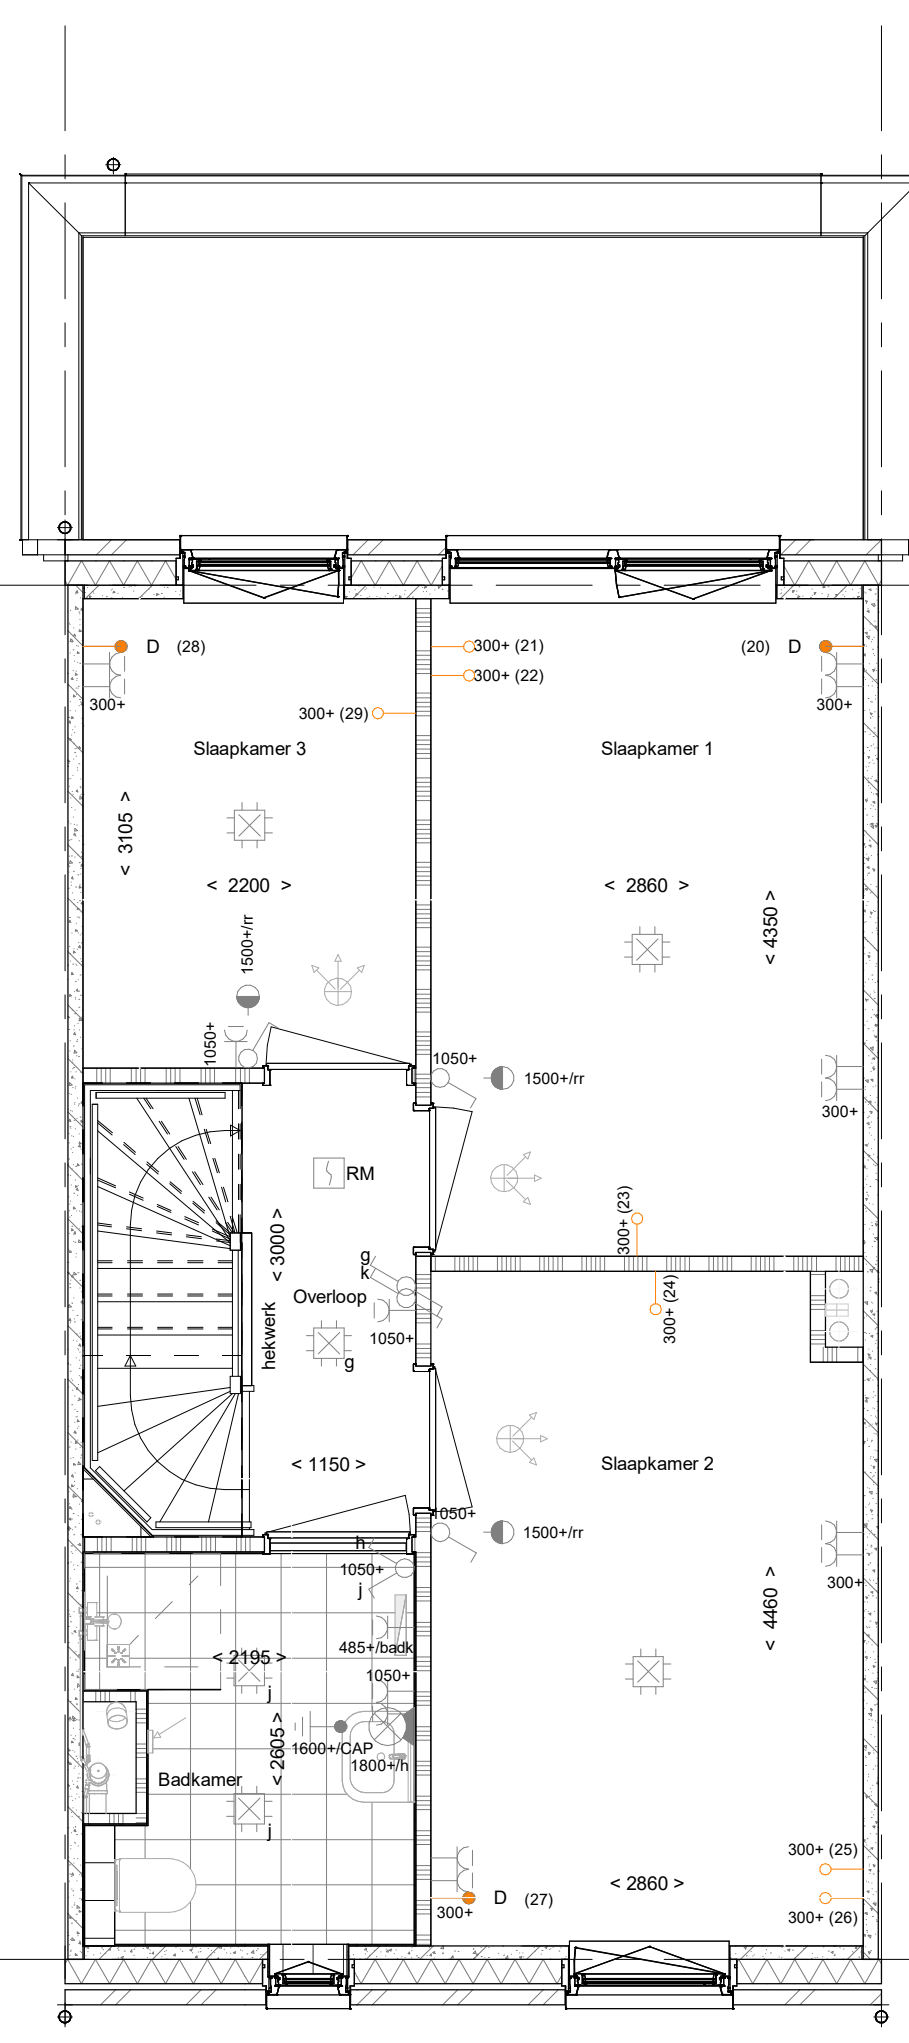 D (28)
300+ (21)
(20) D
300+ (22)
300+
300+
300+ (29)
Slaapkamer 3
Slaapkamer 1
< 3105 >
< 2200 >
< 2860 >
< 4350 >
1500+/rr
1050+
1050+
1500+/rr
300+
RM
300+ (23)
< 3000 >
g
k
Overloop
300+ (24)
hekwerk
1050+
g
< 1150 >
Slaapkamer 2
1050+
1500+/rr
h
1050+
j
300+
< 4460 >
485+/badk
< 2195 >
1050+
j
< 2605 >
1600+/CAP
1800+/h
Badkamer
j
300+ (25)
< 2860 >
D (27)
300+
300+ (26)